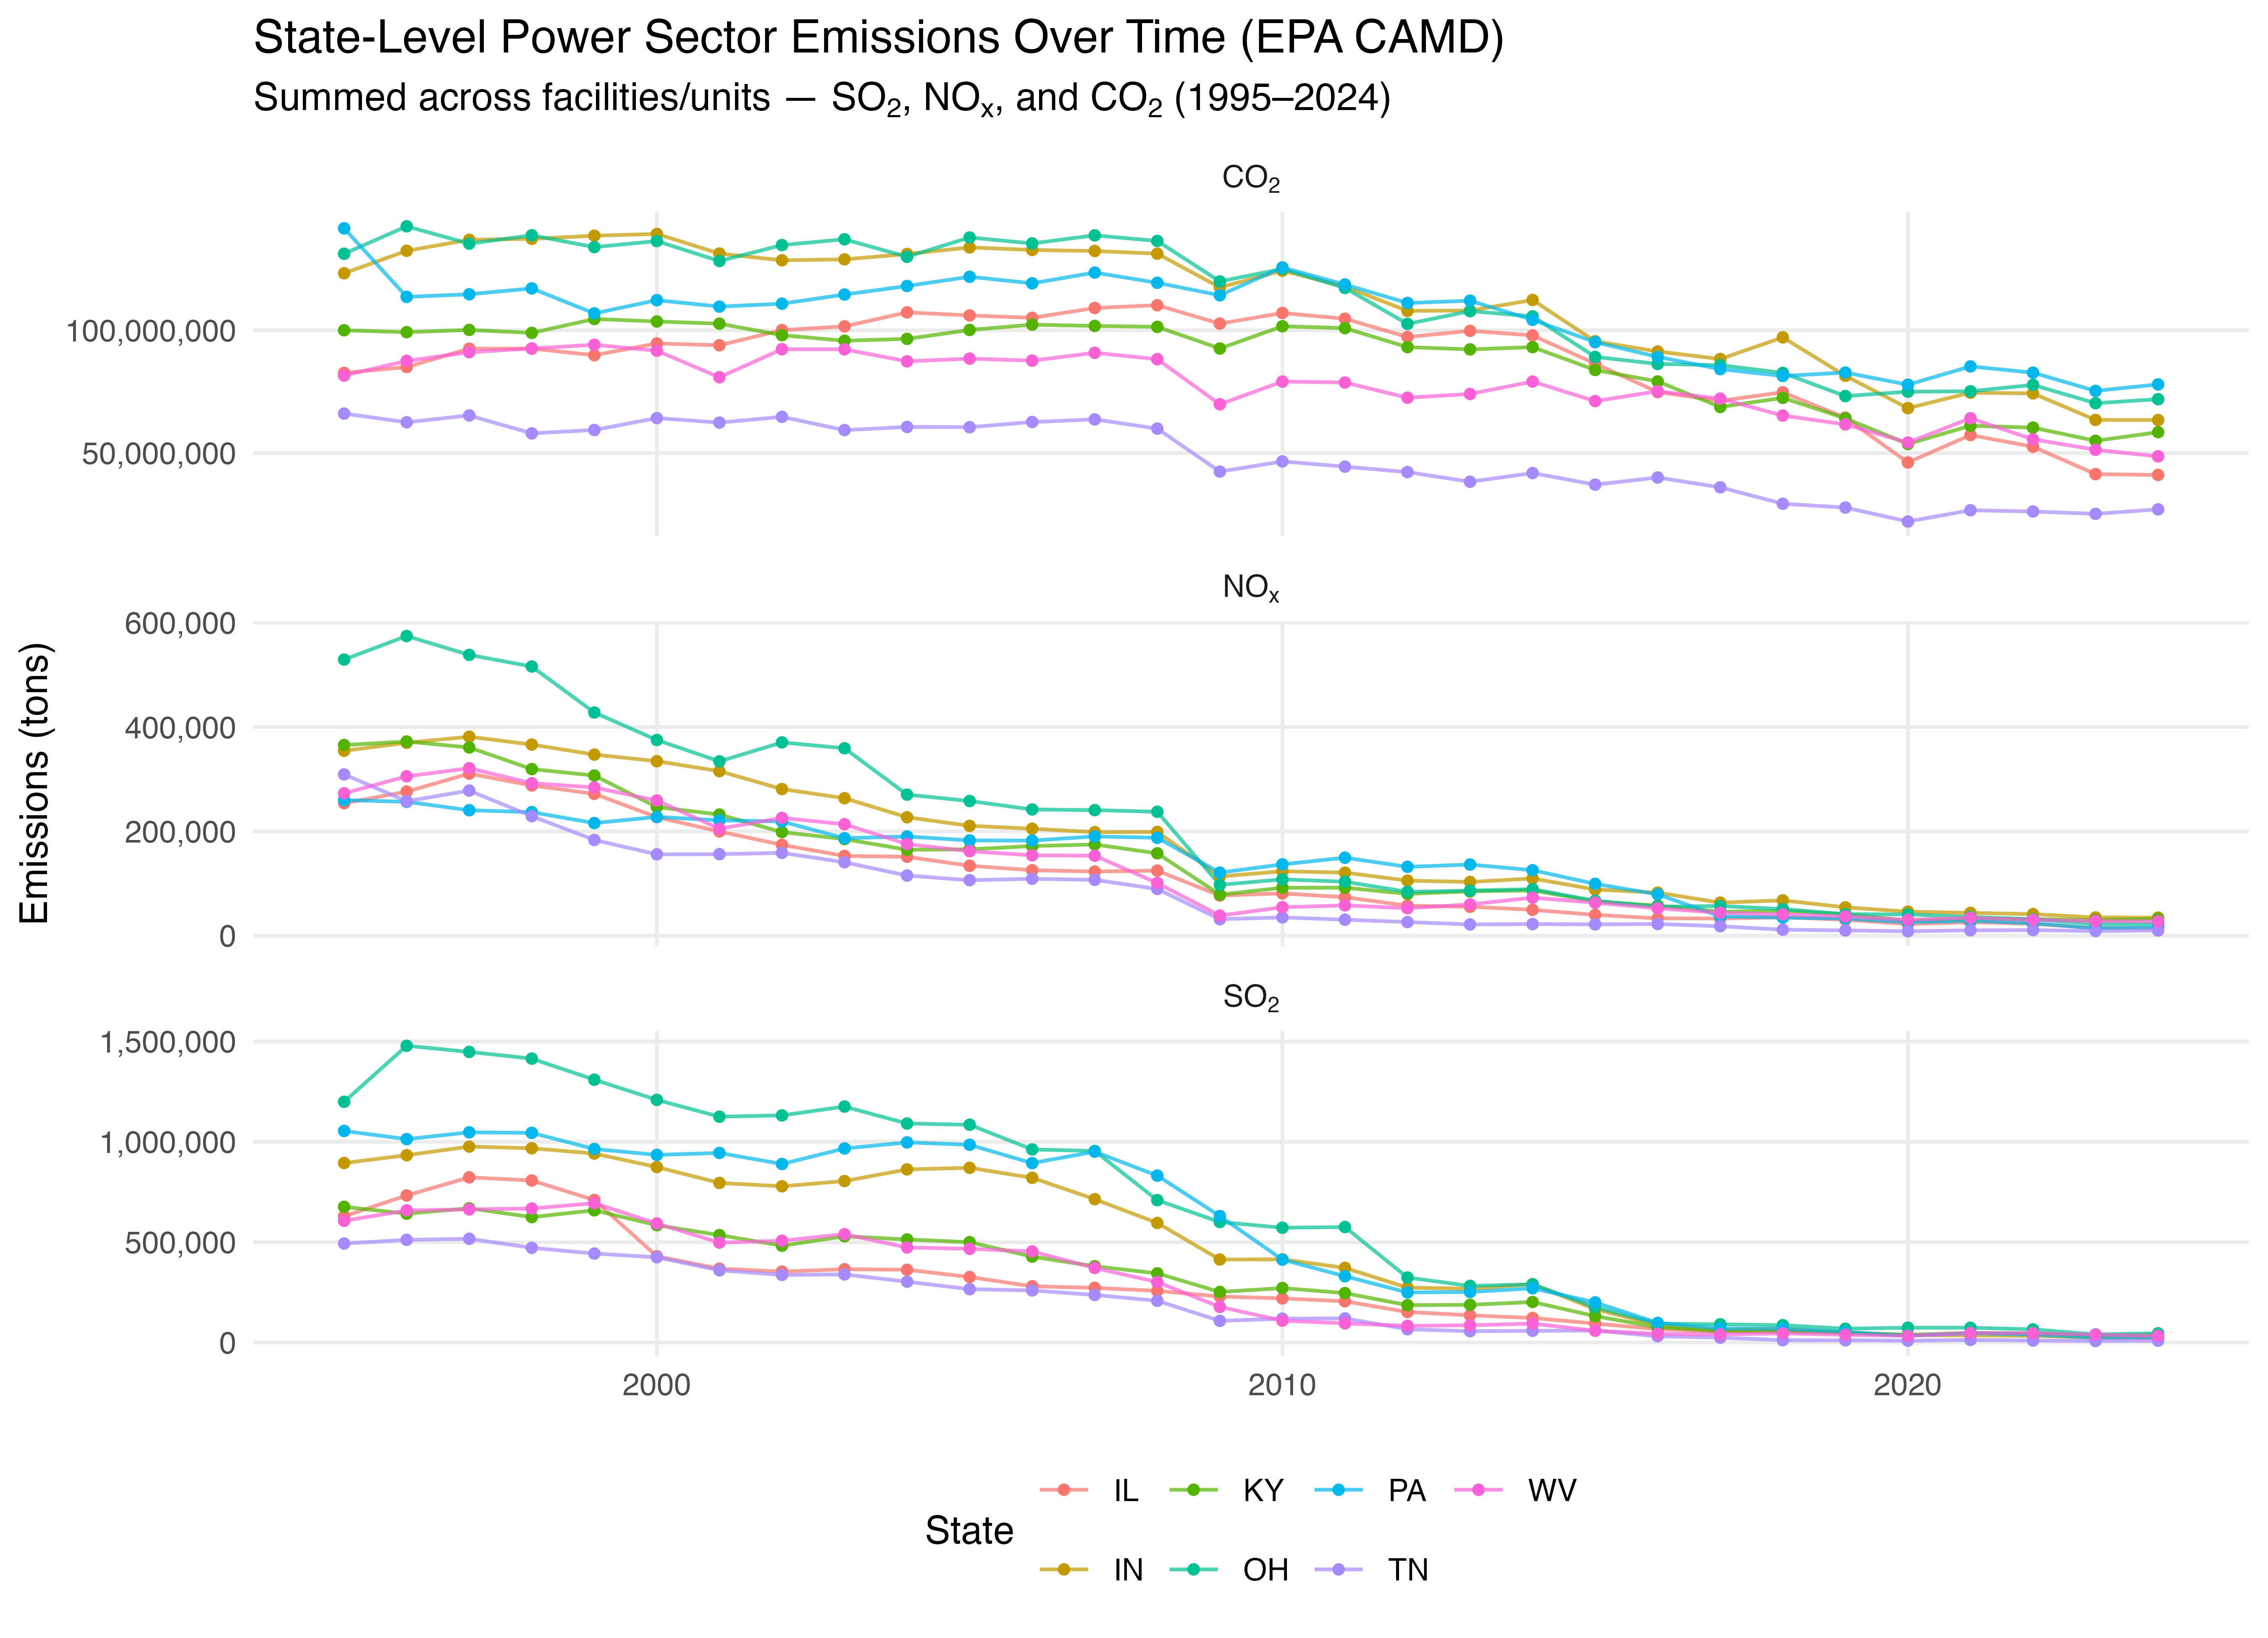 State-Level Power Sector Emissions Over Time (EPA CAMD)
Summed across facilities/units — SO₂, NOₓ, and CO₂ (1995–2024)
CO₂
100,000,000
50,000,000
NOₓ
600,000
400,000
200,000
0
Emissions (tons)
SO₂
1,500,000
1,000,000
500,000
0
2000 2010 2020
State
IL KY PA WV
IN OH TN